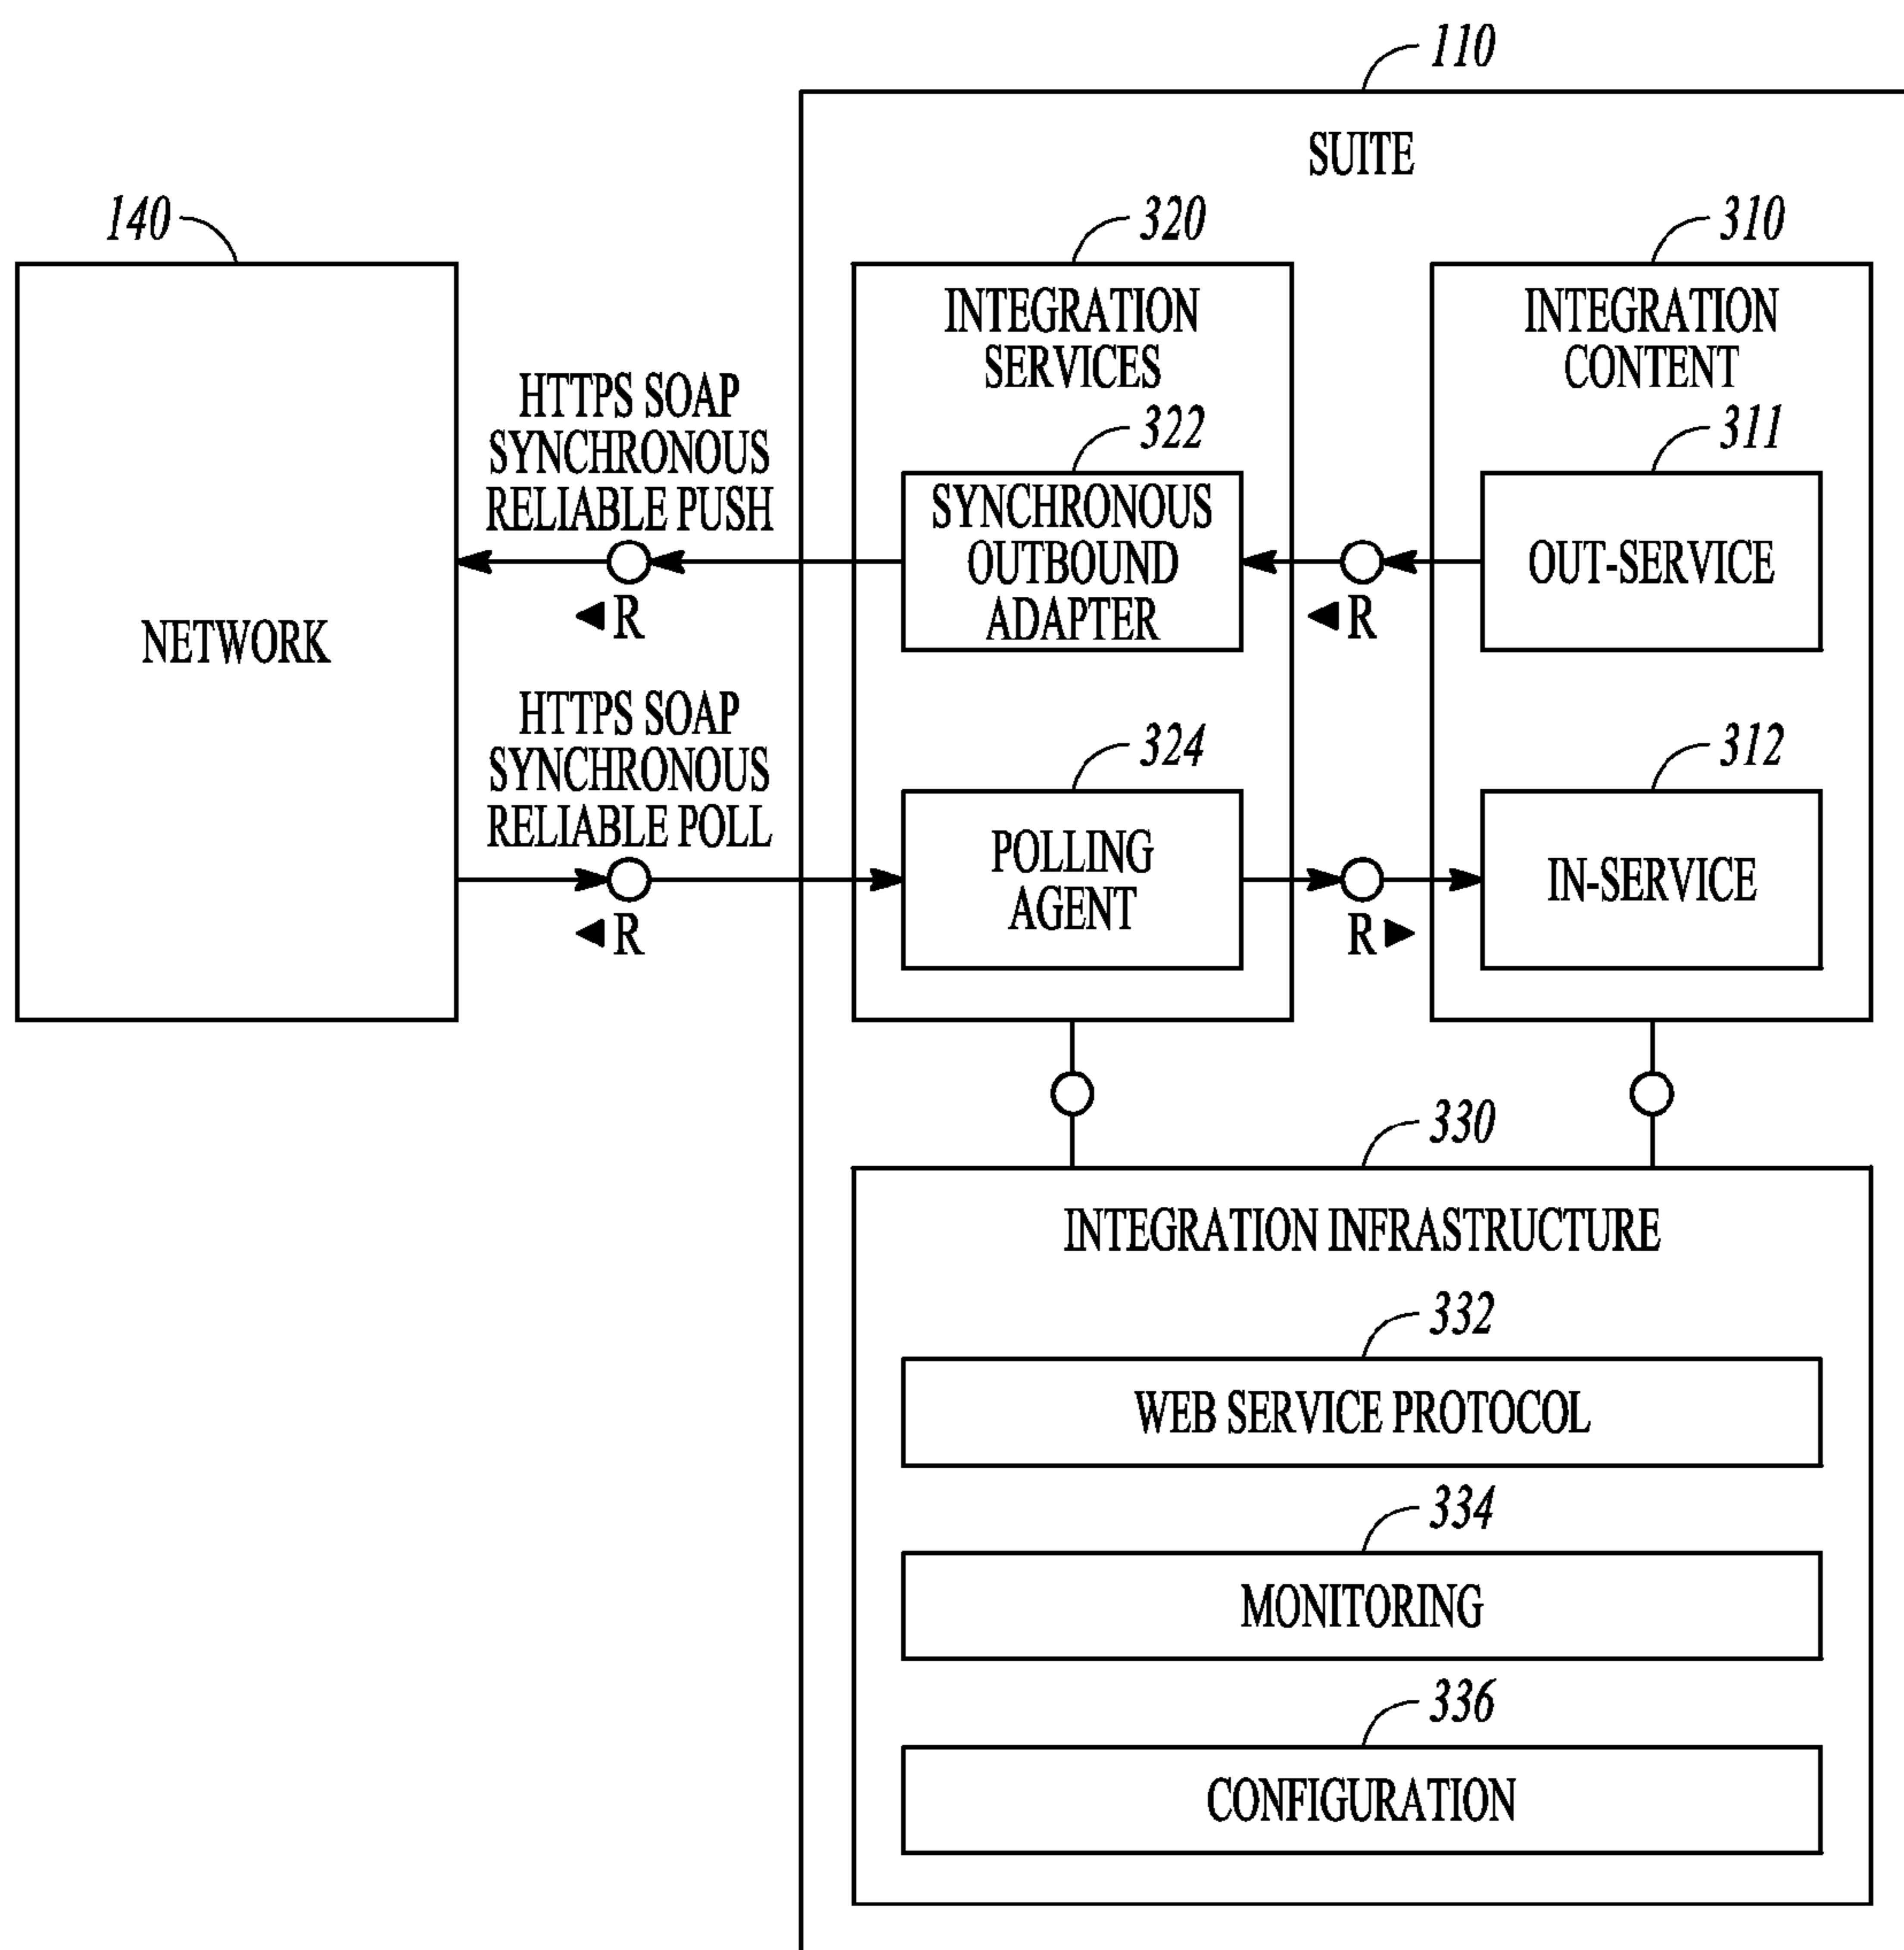 110
SUITE
140
320
310
INTEGRATION
SERVICES
INTEGRATION
CONTENT
HTTPS SOAP
SYNCHRONOUS
RELIABLE PUSH
322
311
SYNCHRONOUS
OUTBOUND
ADAPTER
OUT-SERVICE
R
R
NETWORK
HTTPS SOAP
SYNCHRONOUS
RELIABLE POLL
324
312
POLLING
AGENT
IN-SERVICE
R
R
330
INTEGRATION INFRASTRUCTURE
332
WEB SERVICE PROTOCOL
334
MONITORING
336
CONFIGURATION